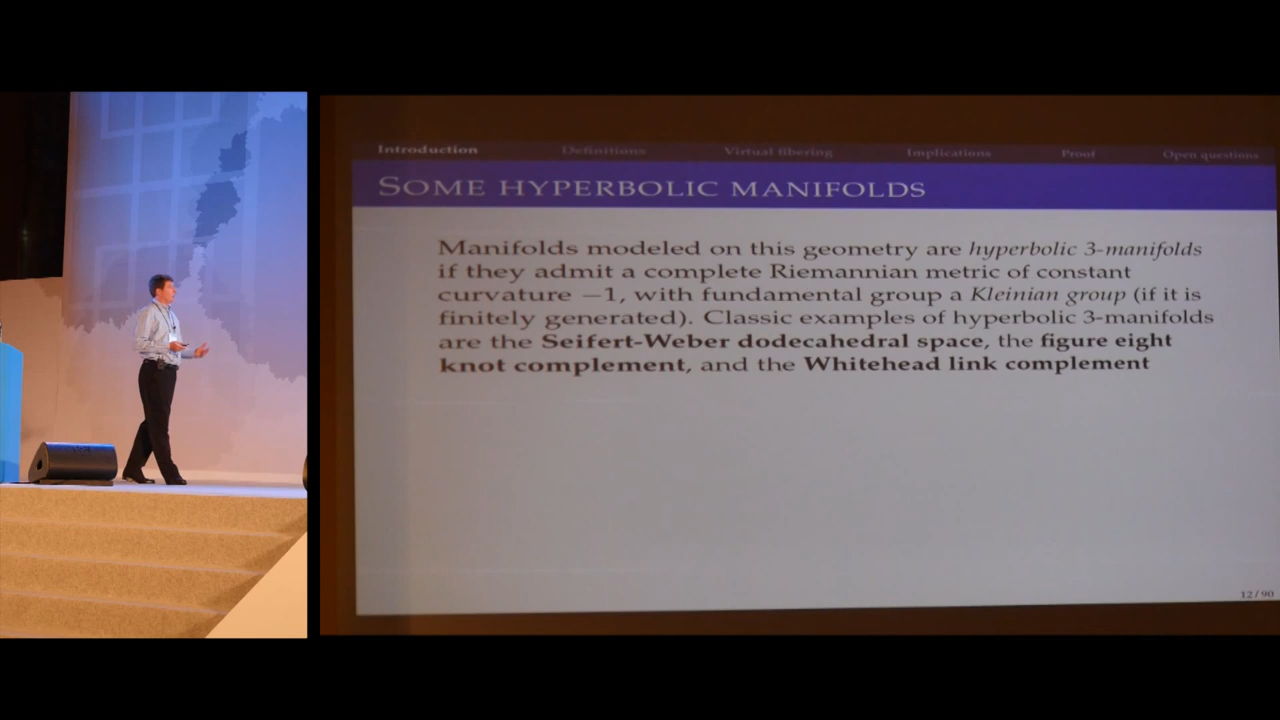 Introduction Definitions Virtual fibering Implications Proof Open questions
SOME HYPERBOLIC MANIFOLDS
Manifolds modeled on this geometry are hyperbolic 3-manifolds
if they admit a complete Riemannian metric of constant
curvature −1, with fundamental group a Kleinian group (if it is
finitely generated). Classic examples of hyperbolic 3-manifolds
are the Seifert-Weber dodecahedral space, the figure eight
knot complement, and the Whitehead link complement
12 / 90